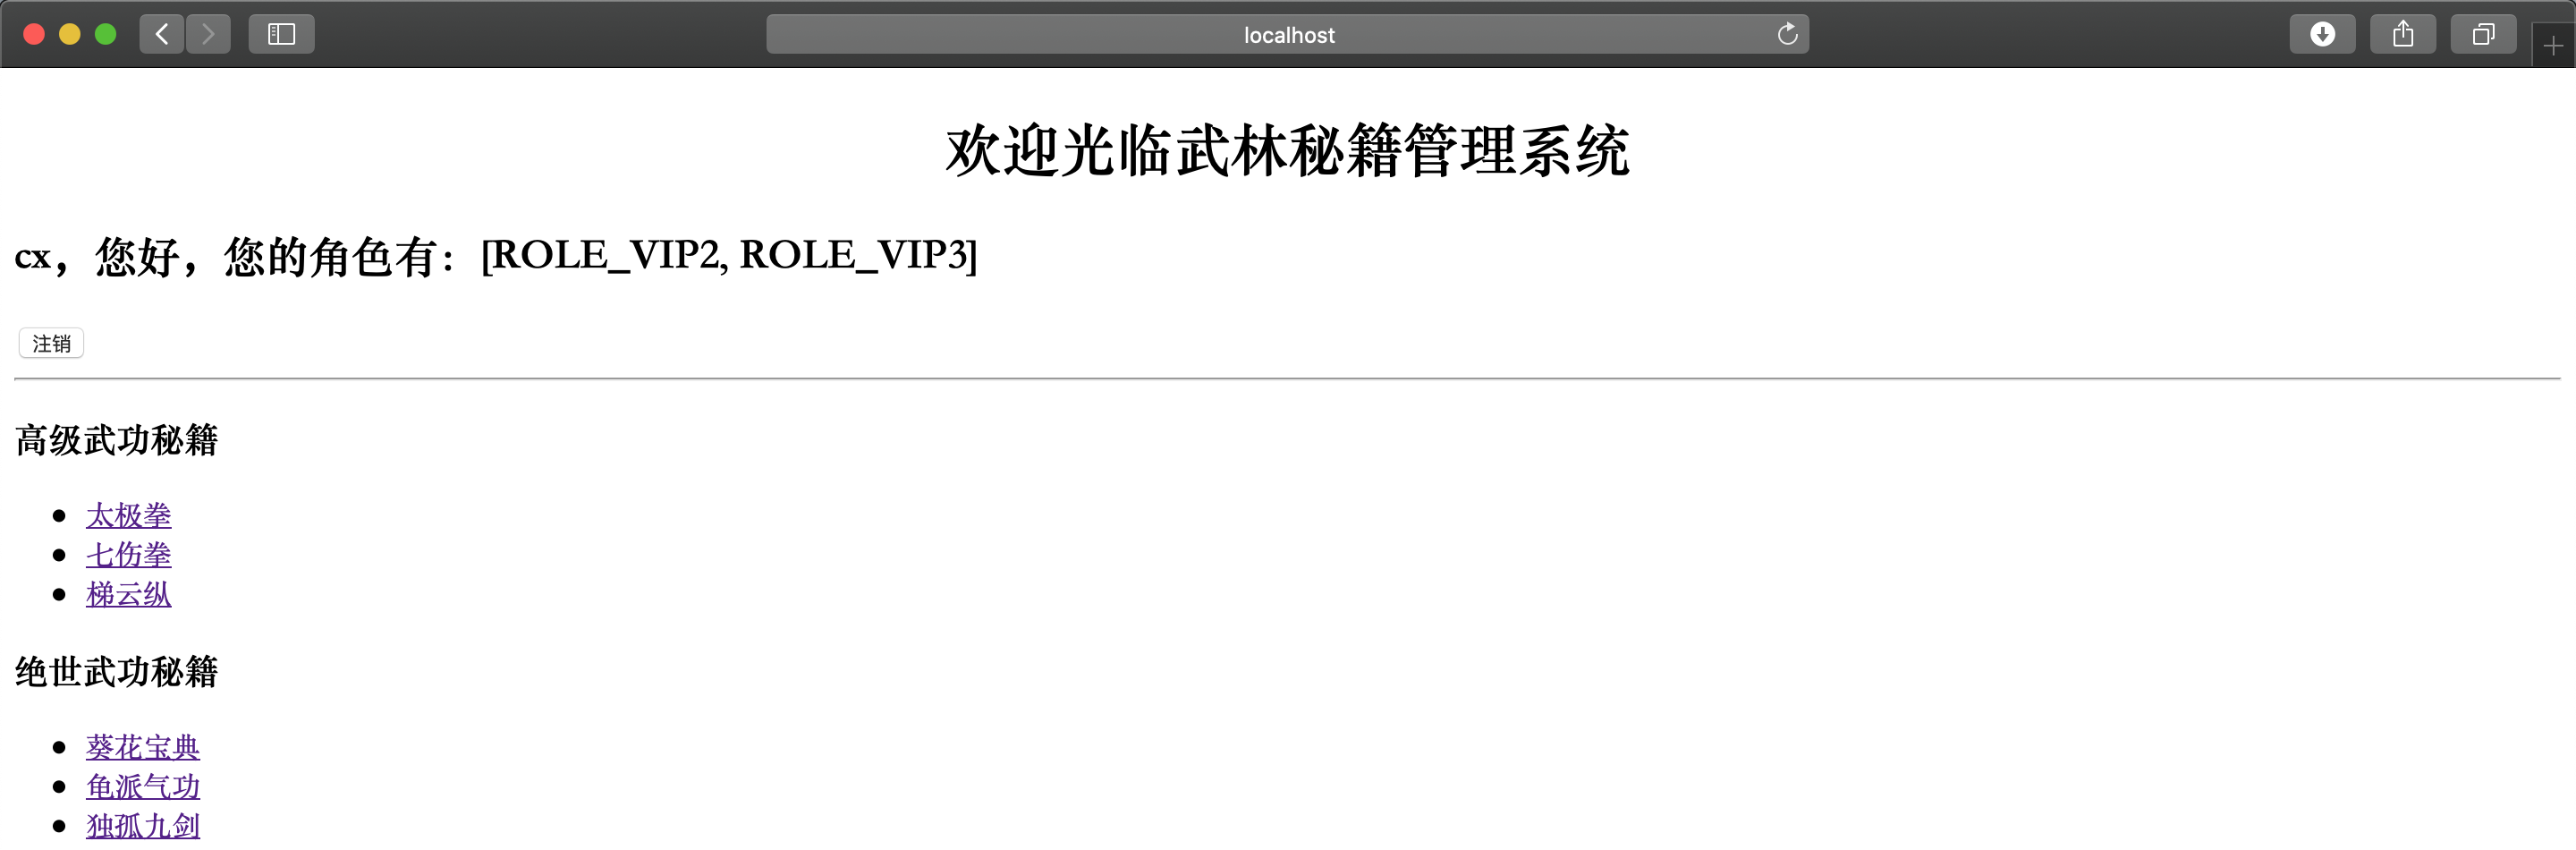 localhost
欢迎光临武林秘籍管理系统
cx，您好，您的角色有：[ROLE_VIP2, ROLE_VIP3]
注销
高级武功秘籍
太极拳
七伤拳
梯云纵
绝世武功秘籍
葵花宝典
龟派气功
独孤九剑